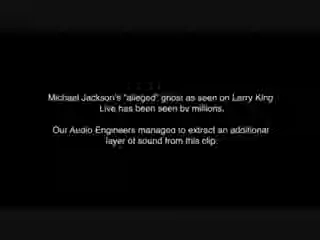 Michael Jackson's "alleged" ghost as seen on Larry King
Live has been seen by millions.
Our Audio Engineers managed to extract an additional
layer of sound from this clip.